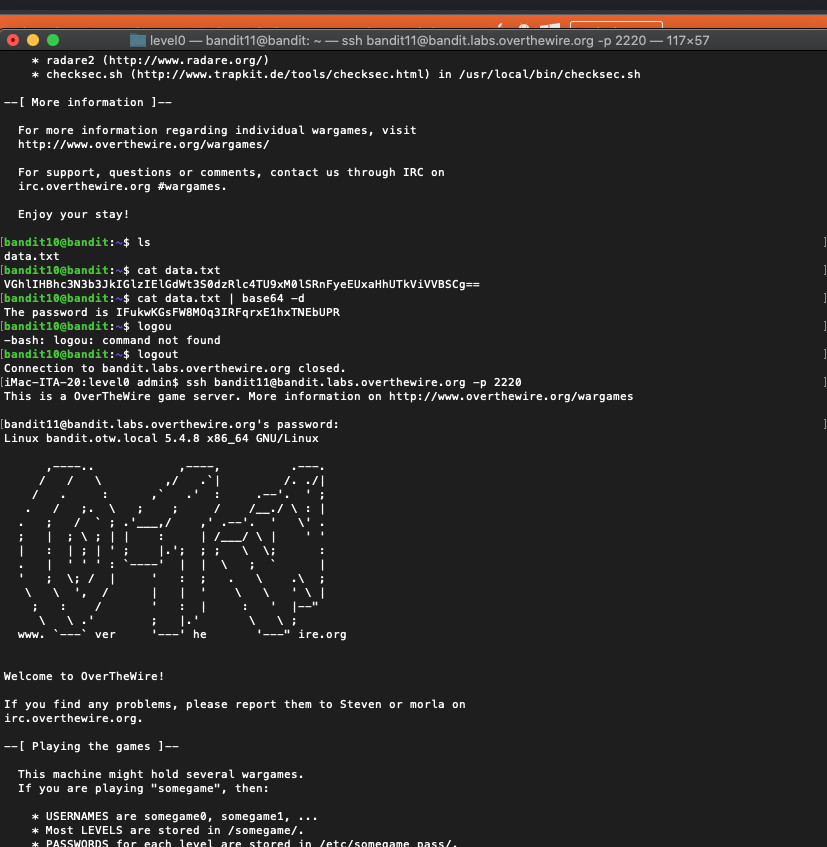 level0 — bandit11@bandit: ~ — ssh bandit11@bandit.labs.overthewire.org -p 2220 — 117×57
* radare2 (http://www.radare.org/)
* checksec.sh (http://www.trapkit.de/tools/checksec.html) in /usr/local/bin/checksec.sh
--[ More information ]--
For more information regarding individual wargames, visit
http://www.overthewire.org/wargames/
For support, questions or comments, contact us through IRC on
irc.overthewire.org #wargames.
Enjoy your stay!
[bandit10@bandit:~$ ls ]
data.txt
[bandit10@bandit:~$ cat data.txt ]
VGhlIHBhc3N3b3JkIGlzIElGdWt3S0dzRlc4TU9xM0lSRnFyeEUxaHhUTkViVVBSCg==
[bandit10@bandit:~$ cat data.txt | base64 -d ]
The password is IFukwKGsFW8MOq3IRFqrxE1hxTNEbUPR
[bandit10@bandit:~$ logou ]
-bash: logou: command not found
[bandit10@bandit:~$ logout ]
Connection to bandit.labs.overthewire.org closed.
[iMac-ITA-20:level0 admin$ ssh bandit11@bandit.labs.overthewire.org -p 2220 ]
This is a OverTheWire game server. More information on http://www.overthewire.org/wargames
[bandit11@bandit.labs.overthewire.org's password: ]
Linux bandit.otw.local 5.4.8 x86_64 GNU/Linux
www. ver he ire.org
Welcome to OverTheWire!
If you find any problems, please report them to Steven or morla on
irc.overthewire.org.
--[ Playing the games ]--
This machine might hold several wargames.
If you are playing "somegame", then:
* USERNAMES are somegame0, somegame1, ...
* Most LEVELS are stored in /somegame/.
* PASSWORDS for each level are stored in /etc/somegame_pass/.